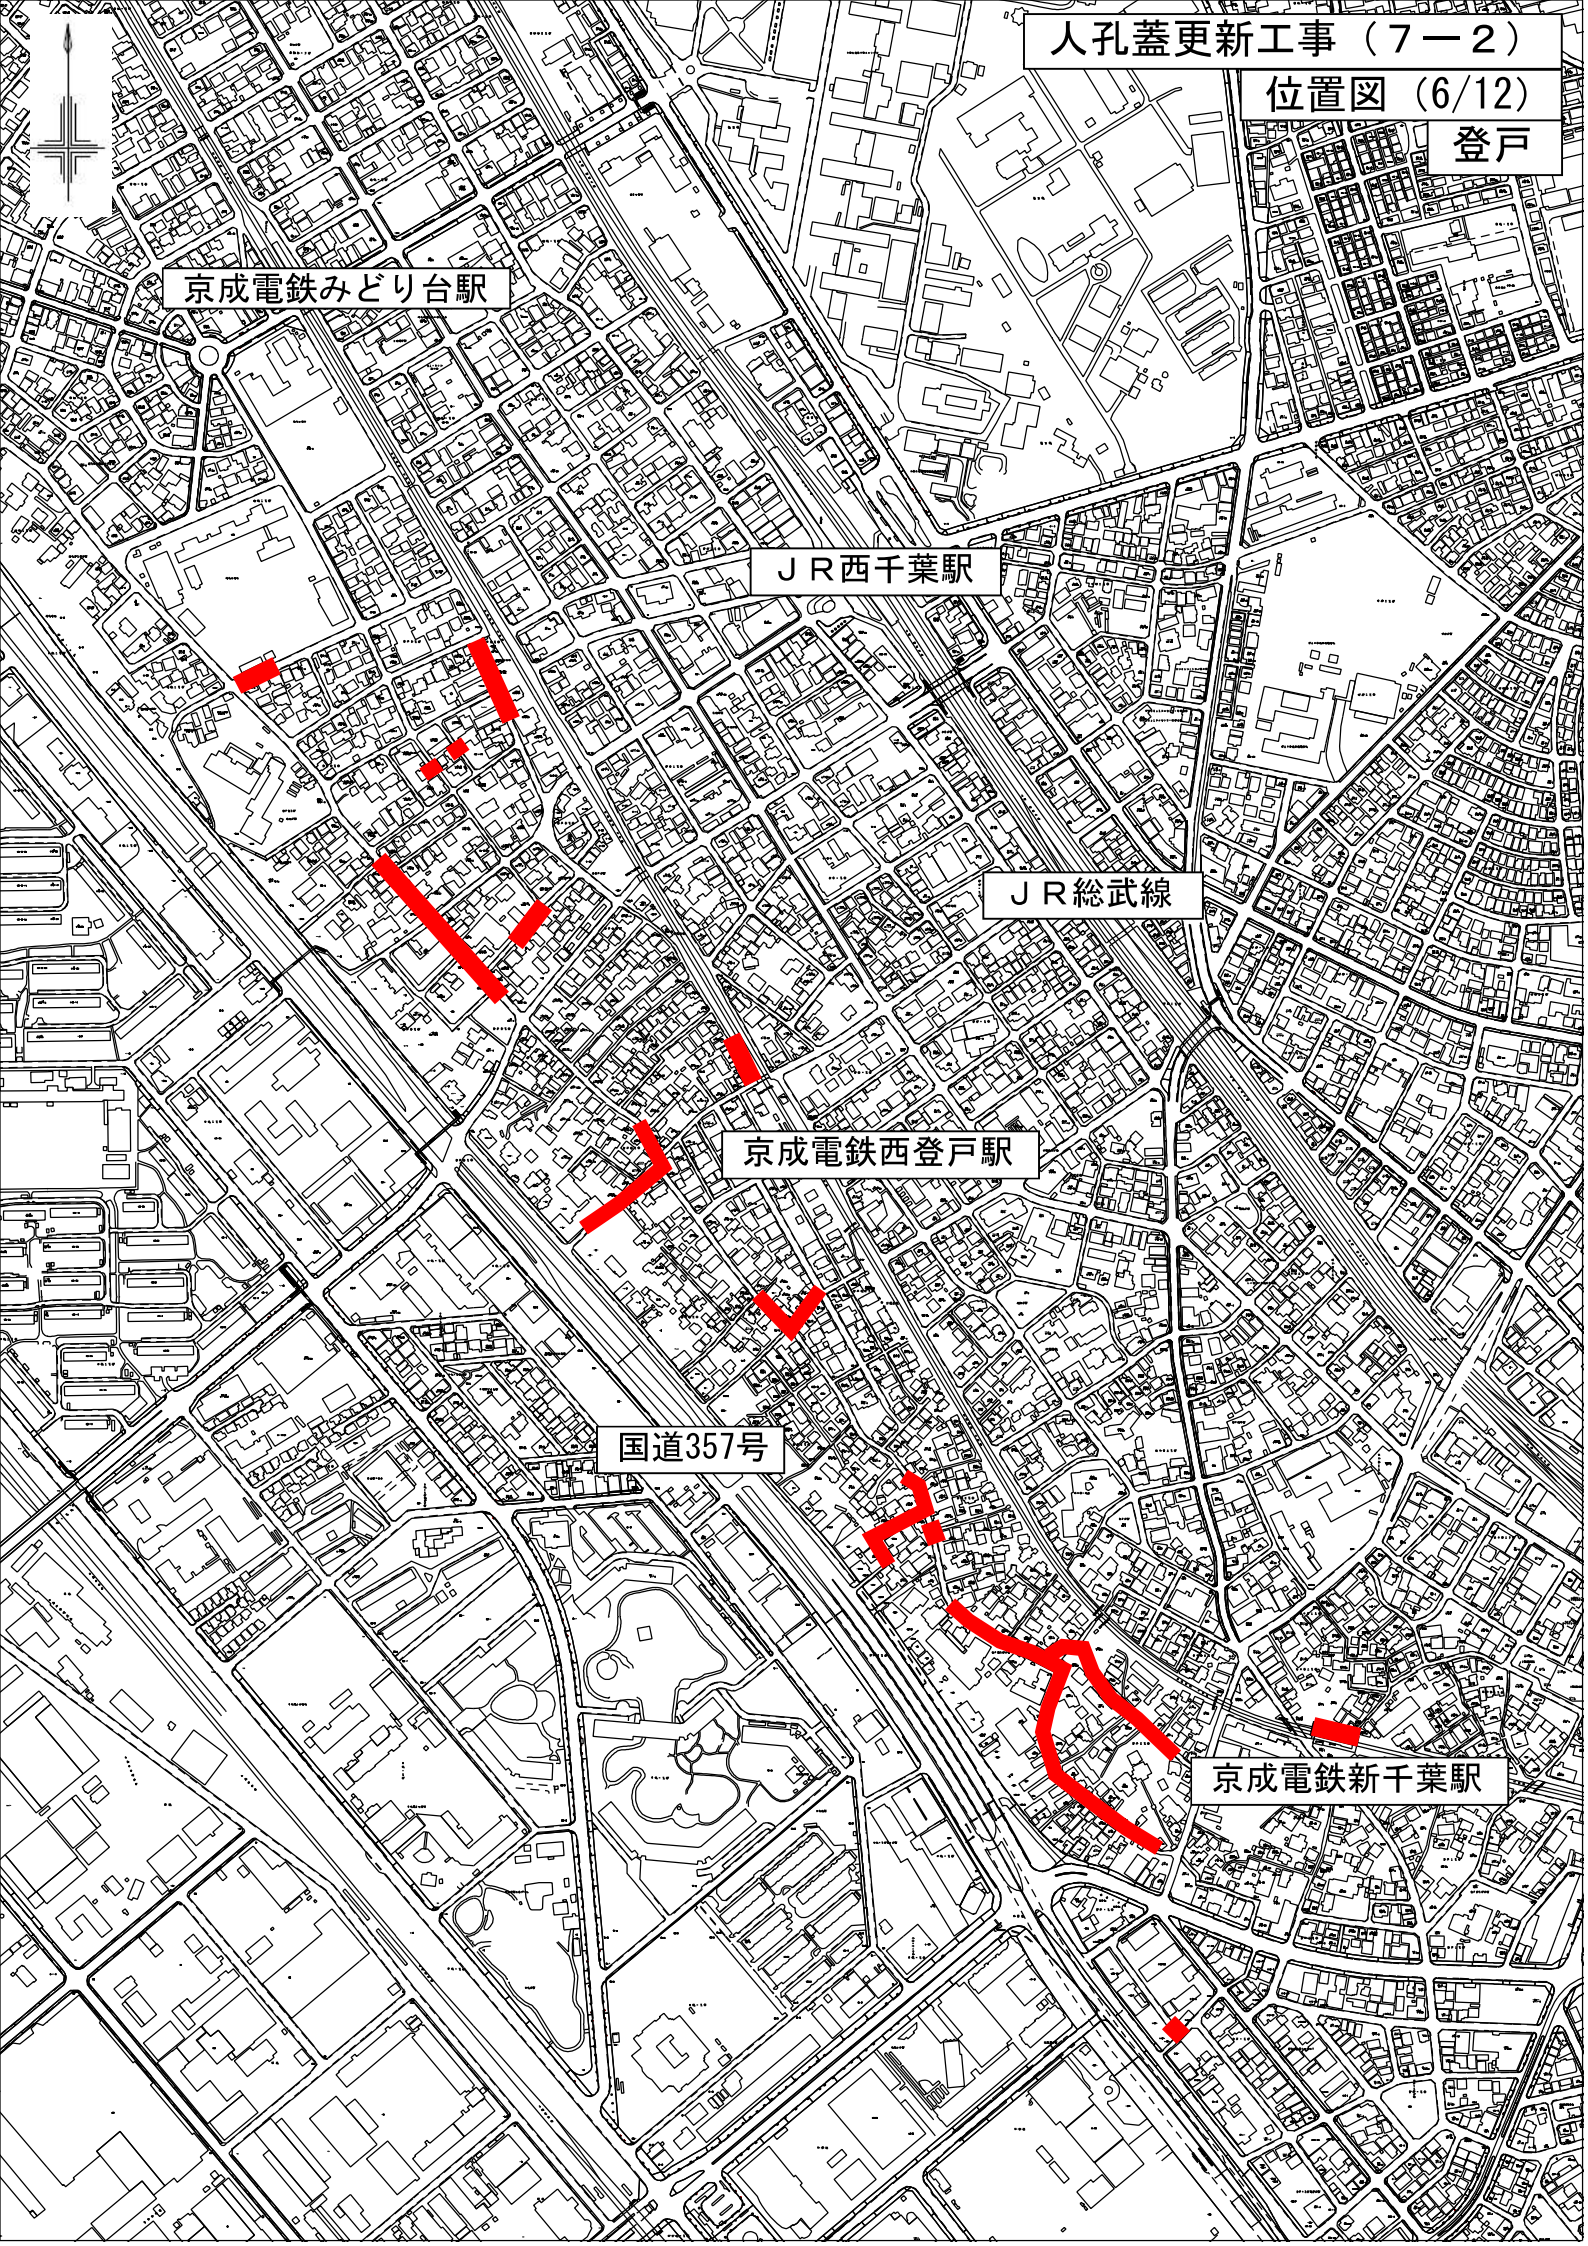 人孔蓋更新工事（７－２）
位置図（6/12）
登戸
京成電鉄みどり台駅
ＪＲ西千葉駅
ＪＲ総武線
京成電鉄西登戸駅
国道357号
京成電鉄新千葉駅